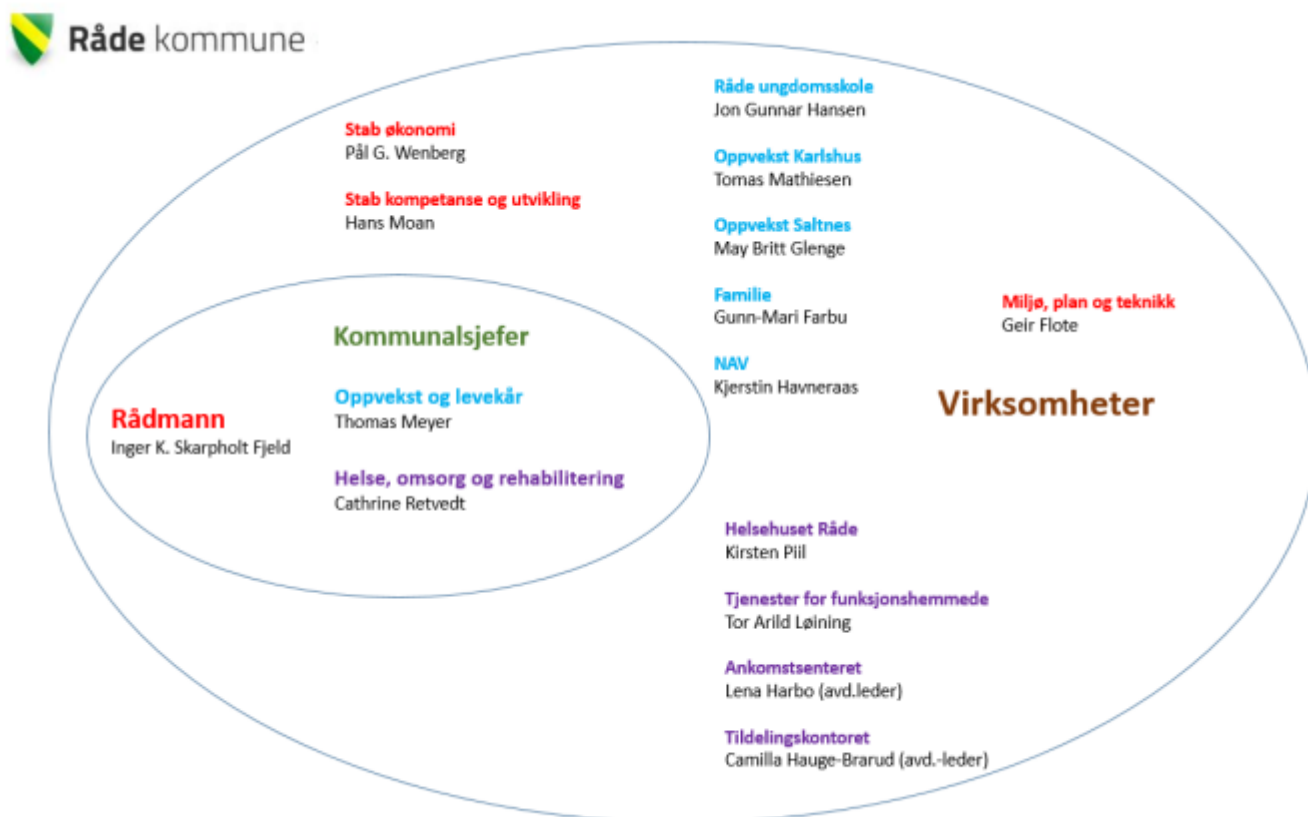 Råde kommune
Stab økonomi
Pål G. Wenberg
Stab kompetanse og utvikling
Hans Moan
Kommunalsjefer
Rådmann
Inger K. Skarpholt Fjeld
Oppvekst og levekår
Thomas Meyer
Helse, omsorg og rehabilitering
Cathrine Retvedt
Råde ungdomsskole
Jon Gunnar Hansen
Oppvekst Karlshus
Tomas Mathiesen
Oppvekst Saltnes
May Britt Glenge
Familie
Gunn-Mari Farbu
NAV
Kjerstin Havneraas
Miljø, plan og teknikk
Geir Flote
Virksomheter
Helsehuset Råde
Kirsten Piil
Tjenester for funksjonshemmede
Tor Arild Løining
Ankomstsenteret
Lena Harbo (avd.leder)
Tildelingskontoret
Camilla Hauge-Brarud (avd.-leder)